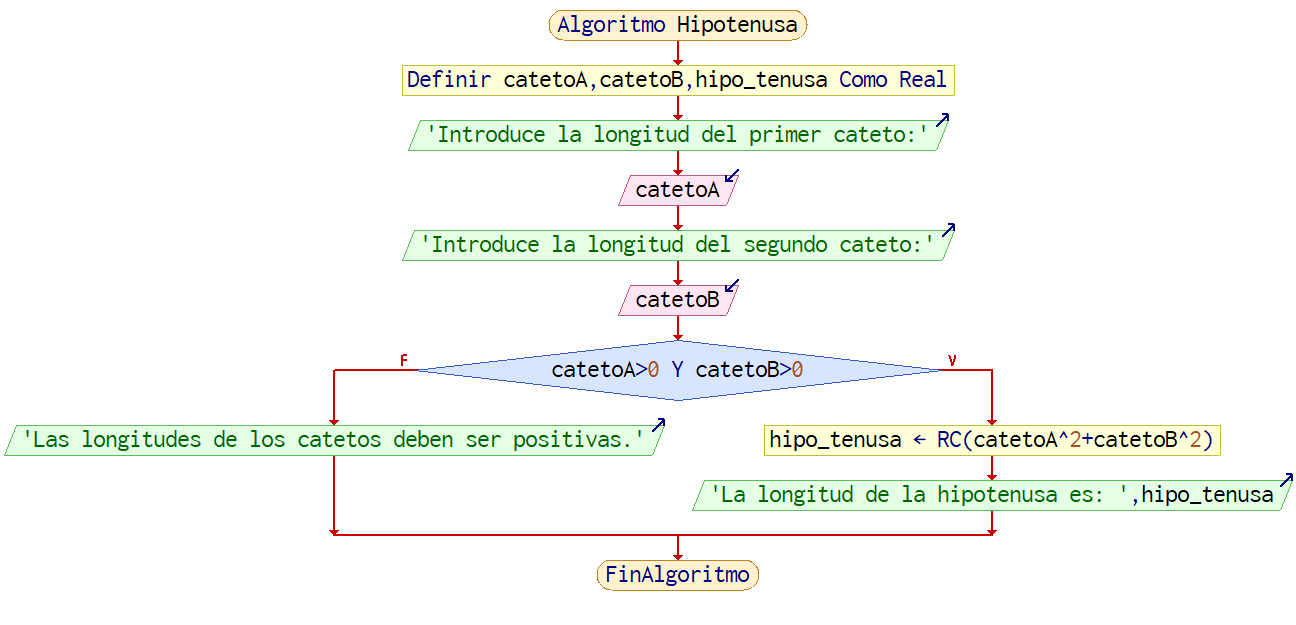 Algoritmo Hipotenusa
Definir catetoA,catetoB,hipo_tenusa Como Real
'Introduce la longitud del primer cateto:'
catetoA
'Introduce la longitud del segundo cateto:'
catetoB
F
catetoA>0 Y catetoB>0
V
'Las longitudes de los catetos deben ser positivas.'
hipo_tenusa ← RC(catetoA^2+catetoB^2)
'La longitud de la hipotenusa es: ',hipo_tenusa
FinAlgoritmo